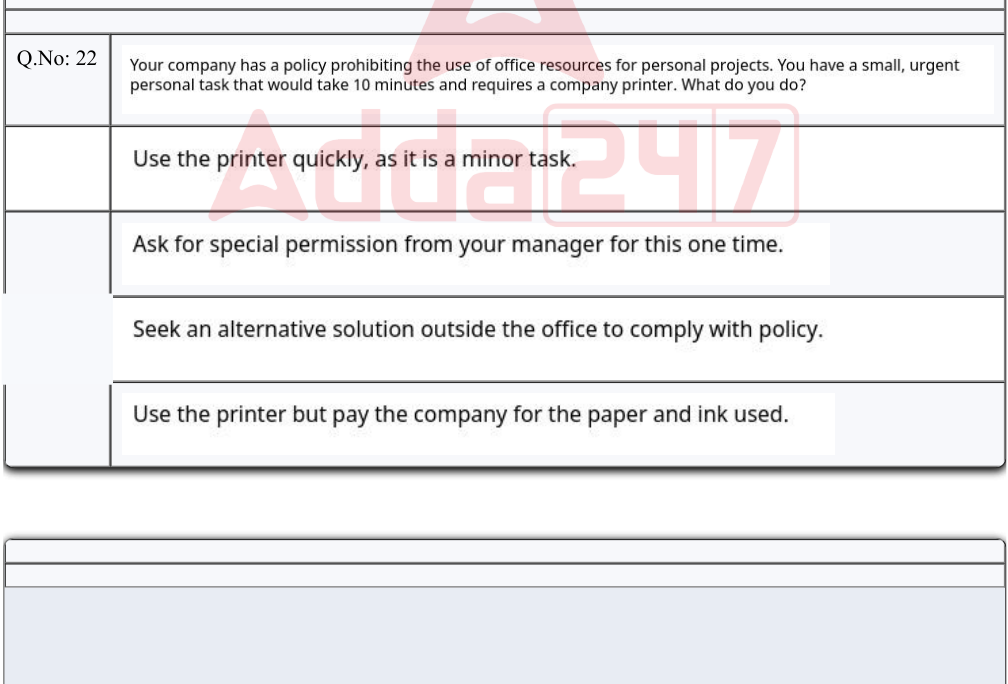 Q.No: 22
Your company has a policy prohibiting the use of office resources for personal projects. You have a small, urgent
personal task that would take 10 minutes and requires a company printer. What do you do?
Use the printer quickly, as it is a minor task.
Adda247
Ask for special permission from your manager for this one time.
Seek an alternative solution outside the office to comply with policy.
Use the printer but pay the company for the paper and ink used.